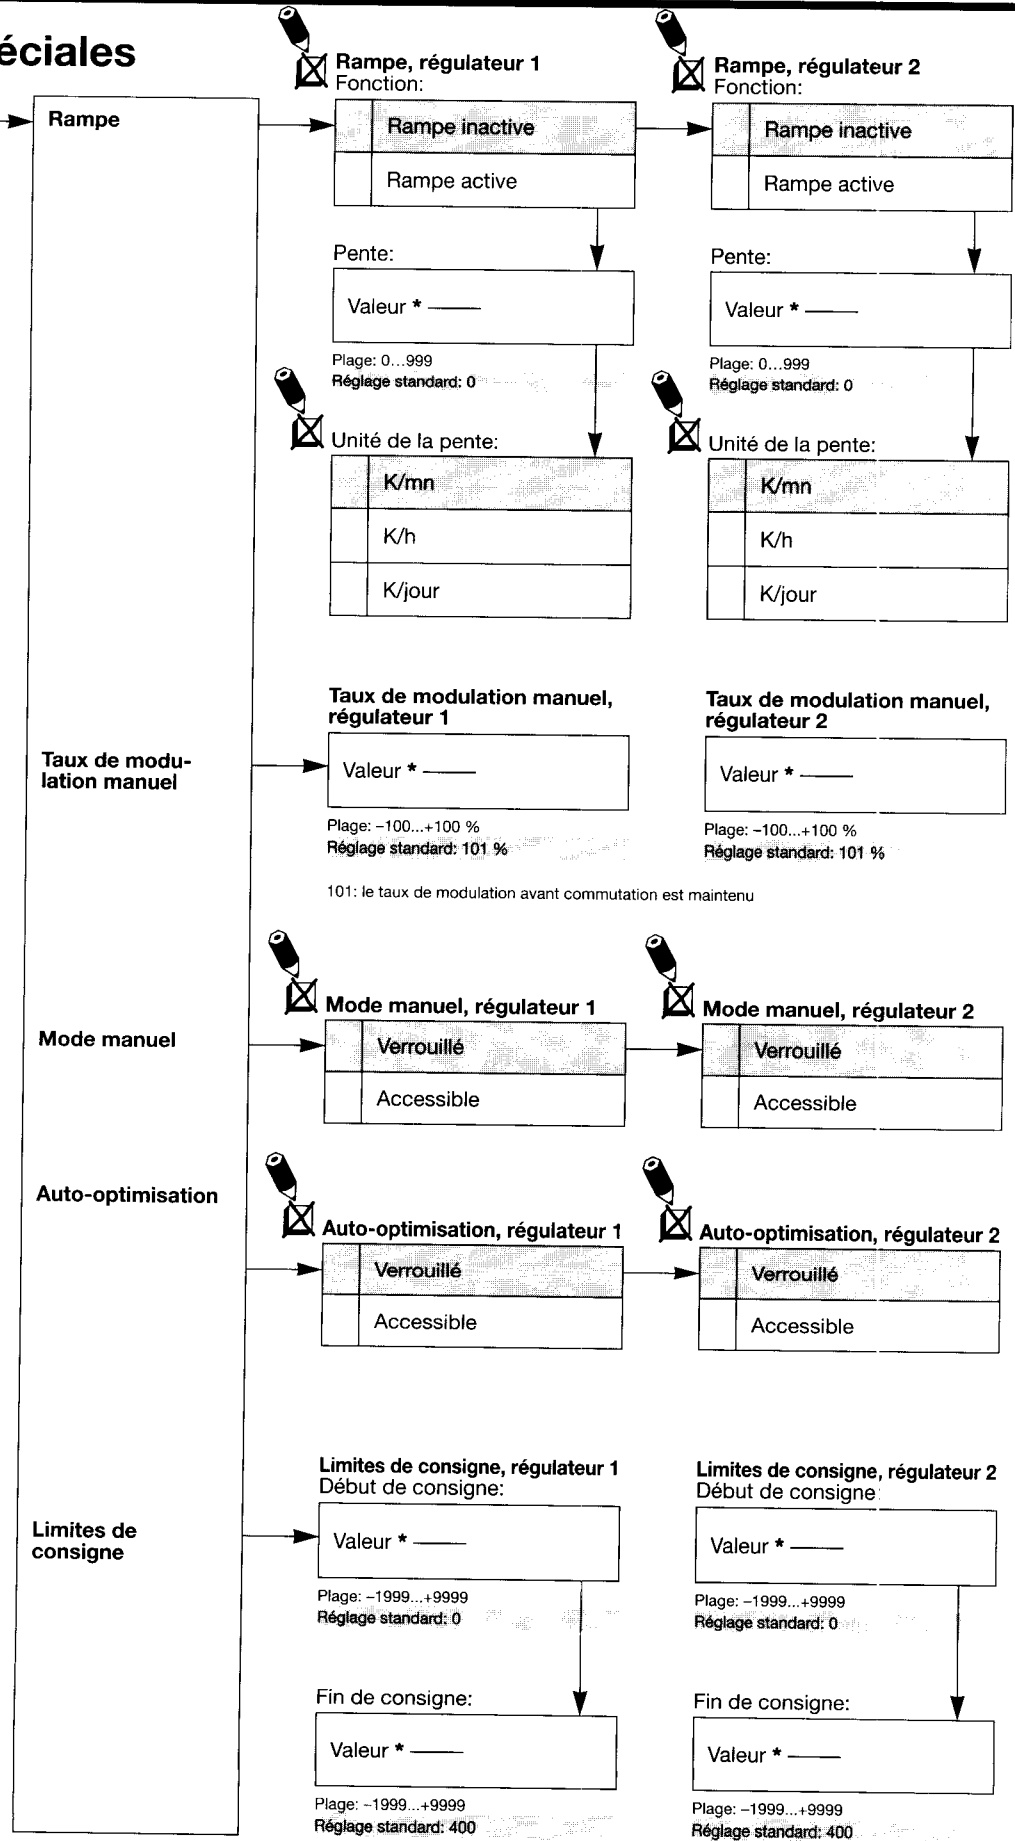 éciales
Rampe
Rampe, régulateur 1
Fonction:
Rampe inactive
Rampe active
Pente:
Valeur * ——
Plage: 0...999
Réglage standard: 0
Unité de la pente:
K/mn
K/h
K/jour
Rampe, régulateur 2
Fonction:
Rampe inactive
Rampe active
Pente:
Valeur * ——
Plage: 0...999
Réglage standard: 0
Unité de la pente:
K/mn
K/h
K/jour
Taux de modu-
lation manuel
Taux de modulation manuel,
régulateur 1
Valeur * ——
Plage: –100...+100 %
Réglage standard: 101 %
Taux de modulation manuel,
régulateur 2
Valeur * ——
Plage: –100...+100 %
Réglage standard: 101 %
101: le taux de modulation avant commutation est maintenu
Mode manuel
Mode manuel, régulateur 1
Verrouillé
Accessible
Mode manuel, régulateur 2
Verrouillé
Accessible
Auto-optimisation
Auto-optimisation, régulateur 1
Verrouillé
Accessible
Auto-optimisation, régulateur 2
Verrouillé
Accessible
Limites de
consigne
Limites de consigne, régulateur 1
Début de consigne:
Valeur * ——
Plage: –1999...+9999
Réglage standard: 0
Fin de consigne:
Valeur * ——
Plage: –1999...+9999
Réglage standard: 400
Limites de consigne, régulateur 2
Début de consigne:
Valeur * ——
Plage: –1999...+9999
Réglage standard: 0
Fin de consigne:
Valeur * ——
Plage: –1999...+9999
Réglage standard: 400